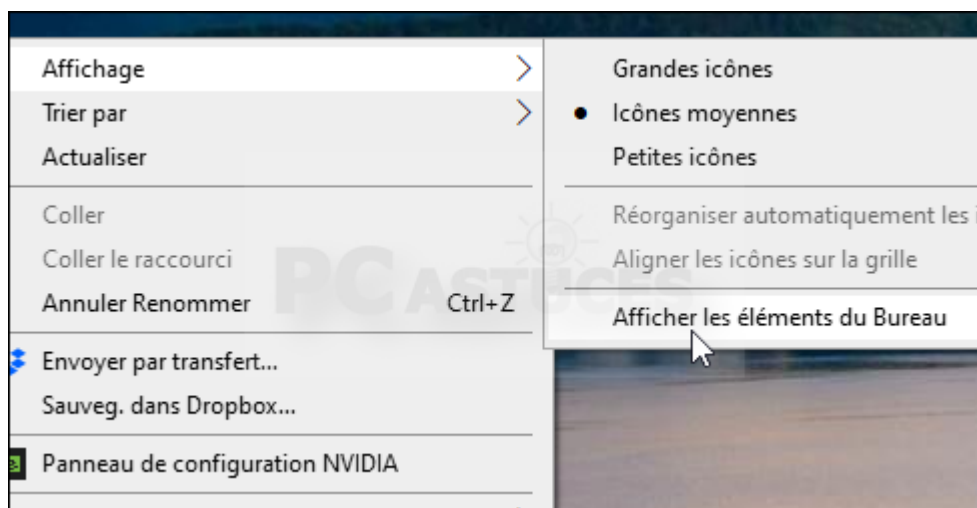 Affichage
Trier par
Actualiser
Coller
Coller le raccourci
Annuler Renommer Ctrl+Z
Envoyer par transfert...
Sauveg. dans Dropbox...
Panneau de configuration NVIDIA
Grandes icônes
Icônes moyennes
Petites icônes
Réorganiser automatiquement les
Aligner les icônes sur la grille
Afficher les éléments du Bureau
PC ASTUCES